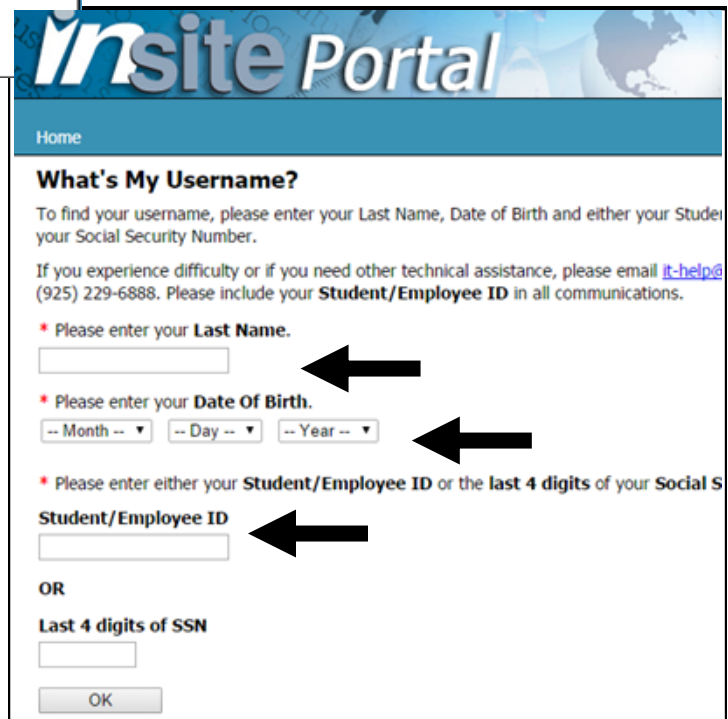 insite Portal
Home
What's My Username?
To find your username, please enter your Last Name, Date of Birth and either your
your Social Security Number.
If you experience difficulty or if you need other technical assistance, please email it-help@
(925) 229-6888. Please include your Student/Employee ID in all communications.
* Please enter your Last Name.
* Please enter your Date Of Birth.
-- Month -- ▼ -- Day -- ▼ -- Year -- ▼
* Please enter either your Student/Employee ID or the last 4 digits of your Social S
Student/Employee ID
OR
Last 4 digits of SSN
OK